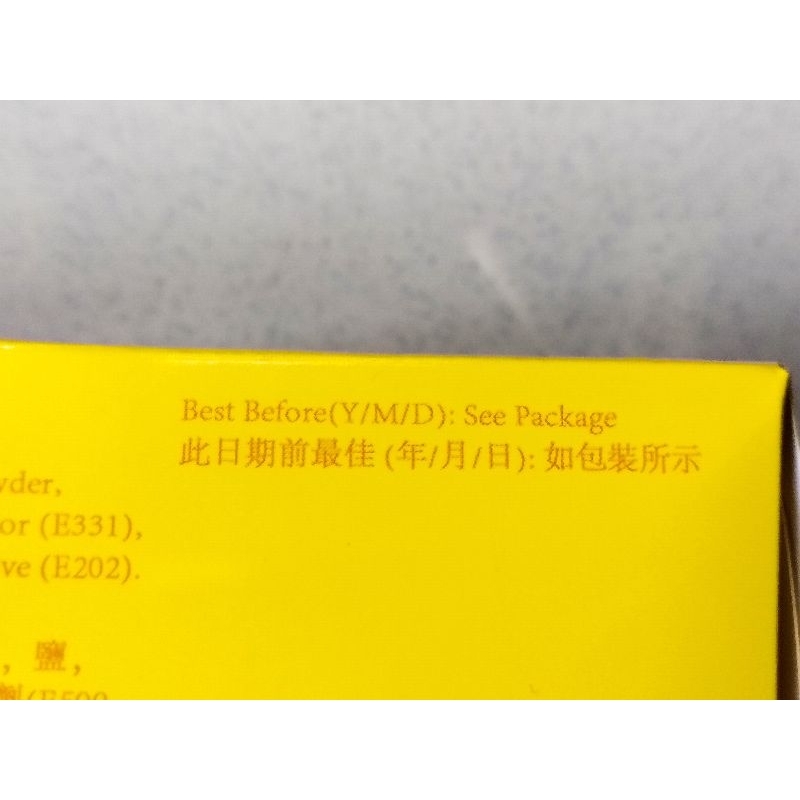 Best Before(Y/M/D): See Package
此日期前最佳 (年/月/日): 如包裝所示
or (E331),
ve (E202).
, 鹽,
(E500